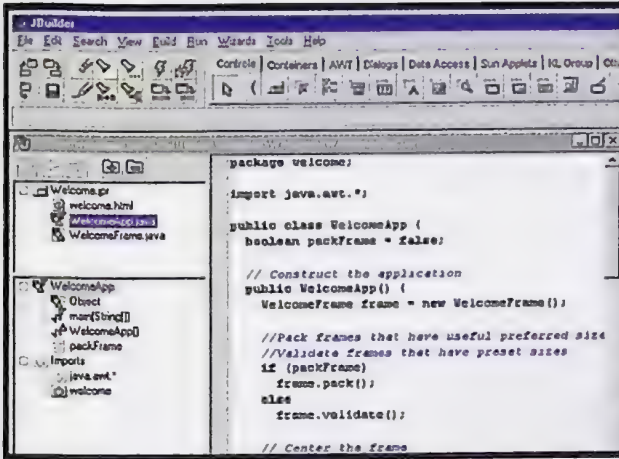 JBuilder
File Edit Search View Build Run Wizards Tools Help
Controls | Containers | AWT | Dialogs | Data Access | Sun Applets | KL Group |
Welcome.jpr
welcome.html
WelcomeApp.java
WelcomeFrame.java
WelcomeApp
Object
main(String[])
WelcomeApp()
packFrame
Imports
java.awt.*
welcome
package welcome;
import java.awt.*;
public class WelcomeApp {
boolean packFrame = false;
// Construct the application
public WelcomeApp() {
WelcomeFrame frame = new WelcomeFrame();
//Pack frames that have useful preferred size
//Validate frames that have preset sizes
if (packFrame)
frame.pack();
else
frame.validate();
// Center the frame